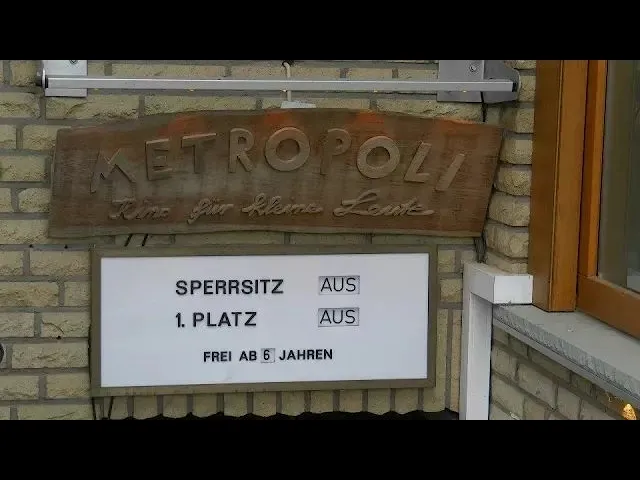 METROPOLI
Kino für kleine Leute
SPERRSITZ AUS
1. PLATZ AUS
FREI AB 6 JAHREN